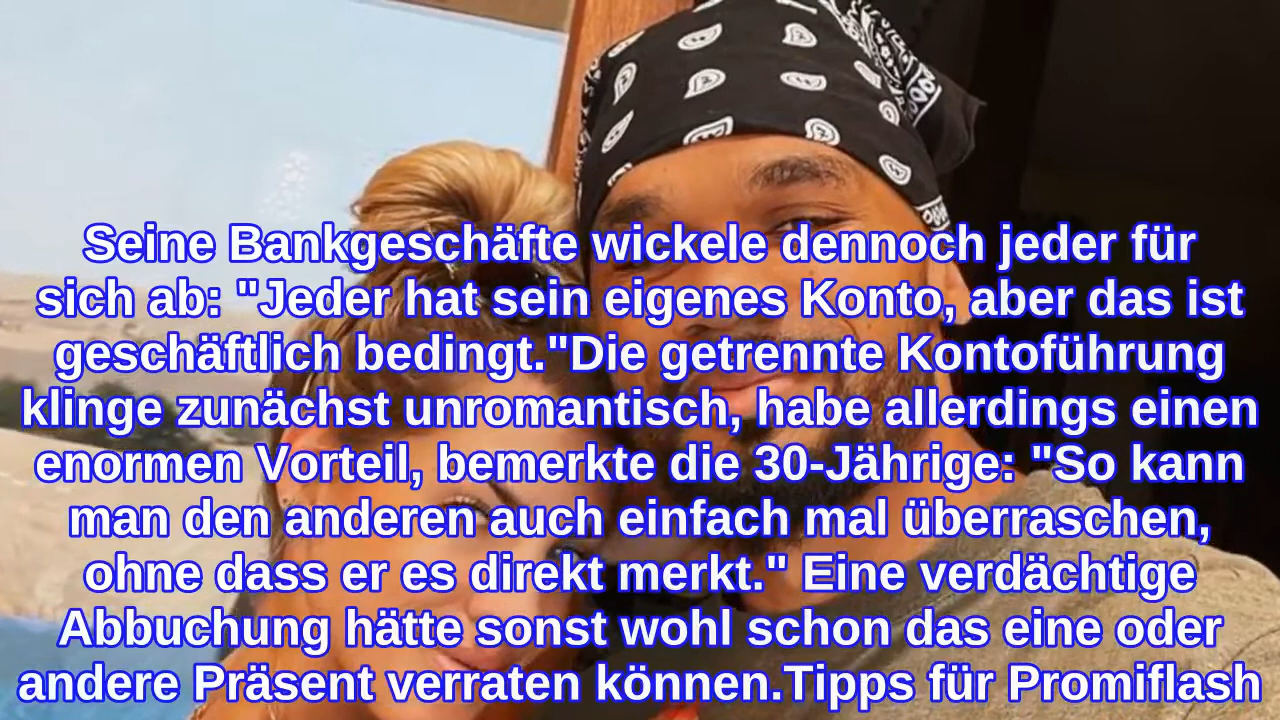 Seine Bankgeschäfte wickele dennoch jeder für
sich ab: "Jeder hat sein eigenes Konto, aber das ist
geschäftlich bedingt."Die getrennte Kontoführung
klinge zunächst unromantisch, habe allerdings einen
enormen Vorteil, bemerkte die 30-Jährige: "So kann
man den anderen auch einfach mal überraschen,
ohne dass er es direkt merkt." Eine verdächtige
Abbuchung hätte sonst wohl schon das eine oder
andere Präsent verraten können.Tipps für Promiflash